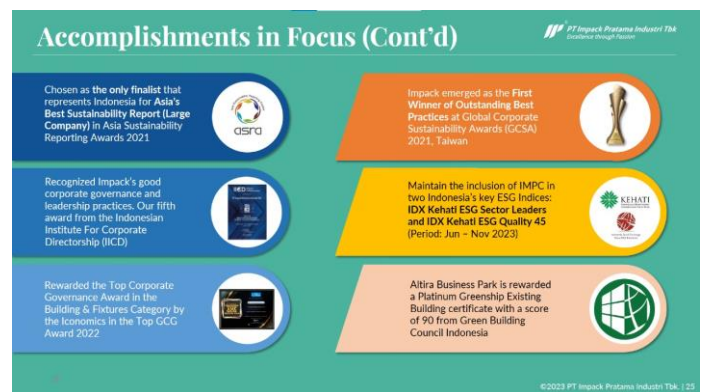 Accomplishments in Focus (Cont'd)
PT Impack Pratama Industri Tbk
Excellence through Passion
Chosen as the only finalist that
represents Indonesia for Asia's
Best Sustainability Report (Large
Company) in Asia Sustainability
Reporting Awards 2021
asra
Recognized Impack's good
corporate governance and
leadership practices. Our fifth
award from the Indonesian
Institute For Corporate
Directorship (IICD)
Rewarded the Top Corporate
Governance Award in the
Building & Fixtures Category by
the Iconomics in the Top GCG
Award 2022
Impack emerged as the First
Winner of Outstanding Best
Practices at Global Corporate
Sustainability Awards (GCSA)
2021, Taiwan
Maintain the inclusion of IMPC in
two Indonesia's key ESG Indices:
IDX Kehati ESG Sector Leaders
and IDX Kehati ESG Quality 45
(Period: Jun – Nov 2023)
KEHATI
Altira Business Park is rewarded
a Platinum Greenship Existing
Building certificate with a score
of 90 from Green Building
Council Indonesia
©2023 PT Impack Pratama Industri Tbk. | 25